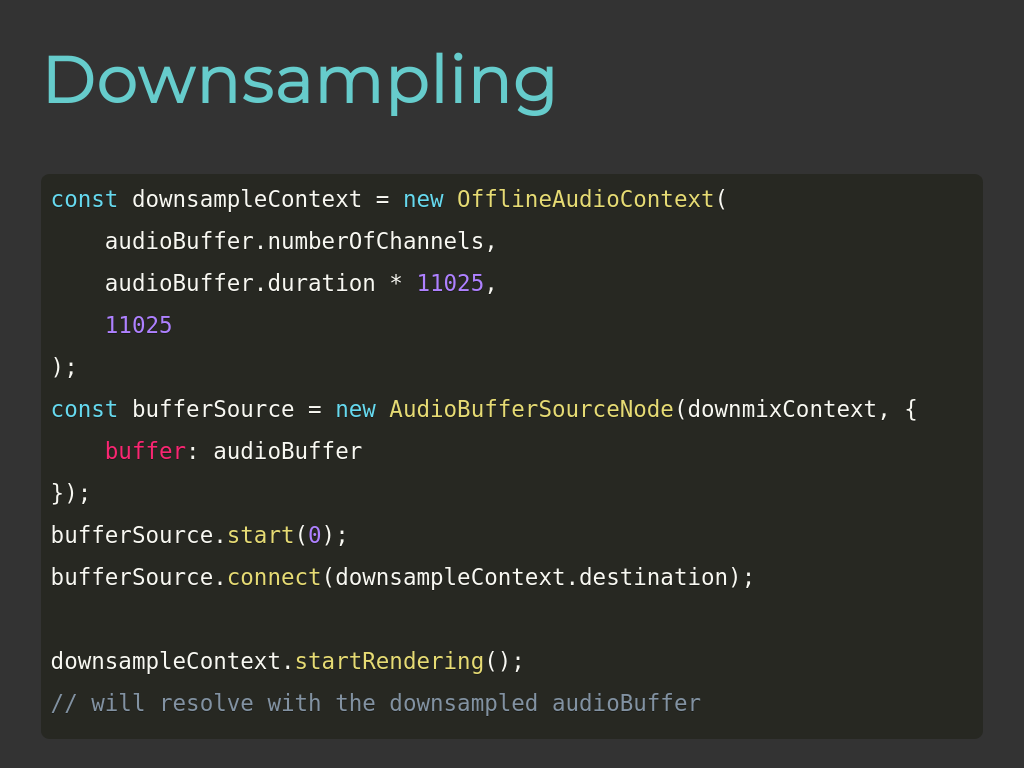 Downsampling
const downsampleContext = new OfflineAudioContext(
    audioBuffer.numberOfChannels,
    audioBuffer.duration * 11025,
    11025
);
const bufferSource = new AudioBufferSourceNode(downmixContext, {
    buffer: audioBuffer
});
bufferSource.start(0);
bufferSource.connect(downsampleContext.destination);

downsampleContext.startRendering();
// will resolve with the downsampled audioBuffer